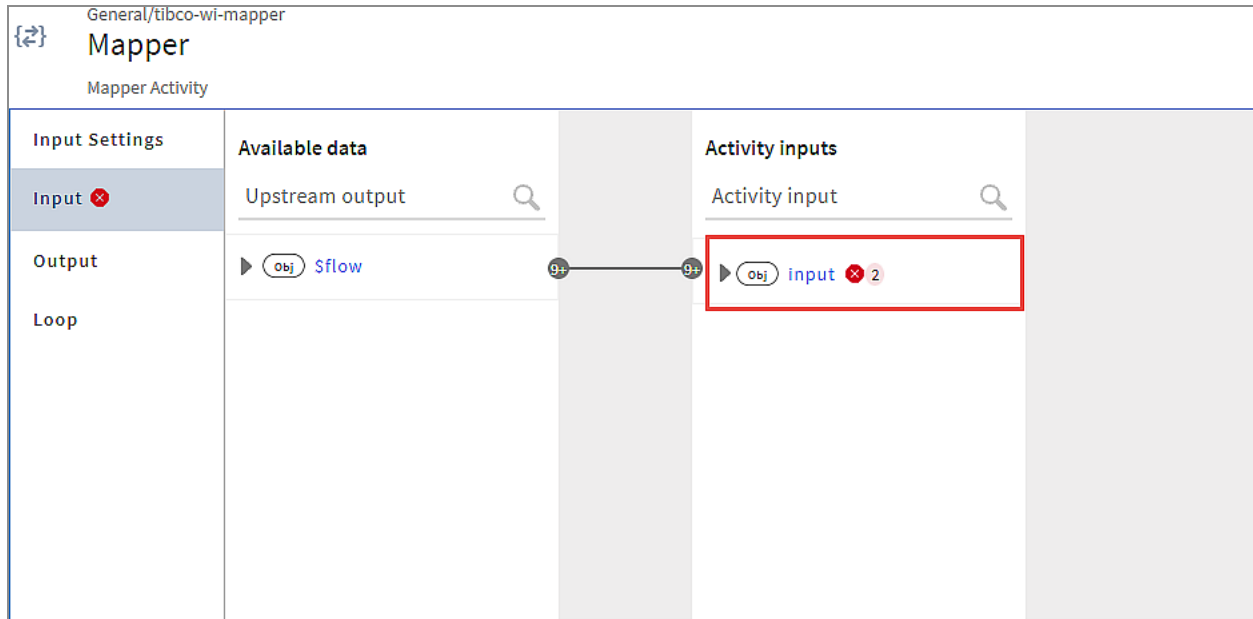 General/tibco-wi-mapper
Mapper
Mapper Activity
Input Settings
Input
Output
Loop
Available data
Upstream output
Obj $flow
9+
9+
Activity inputs
Activity input
Obj input 2